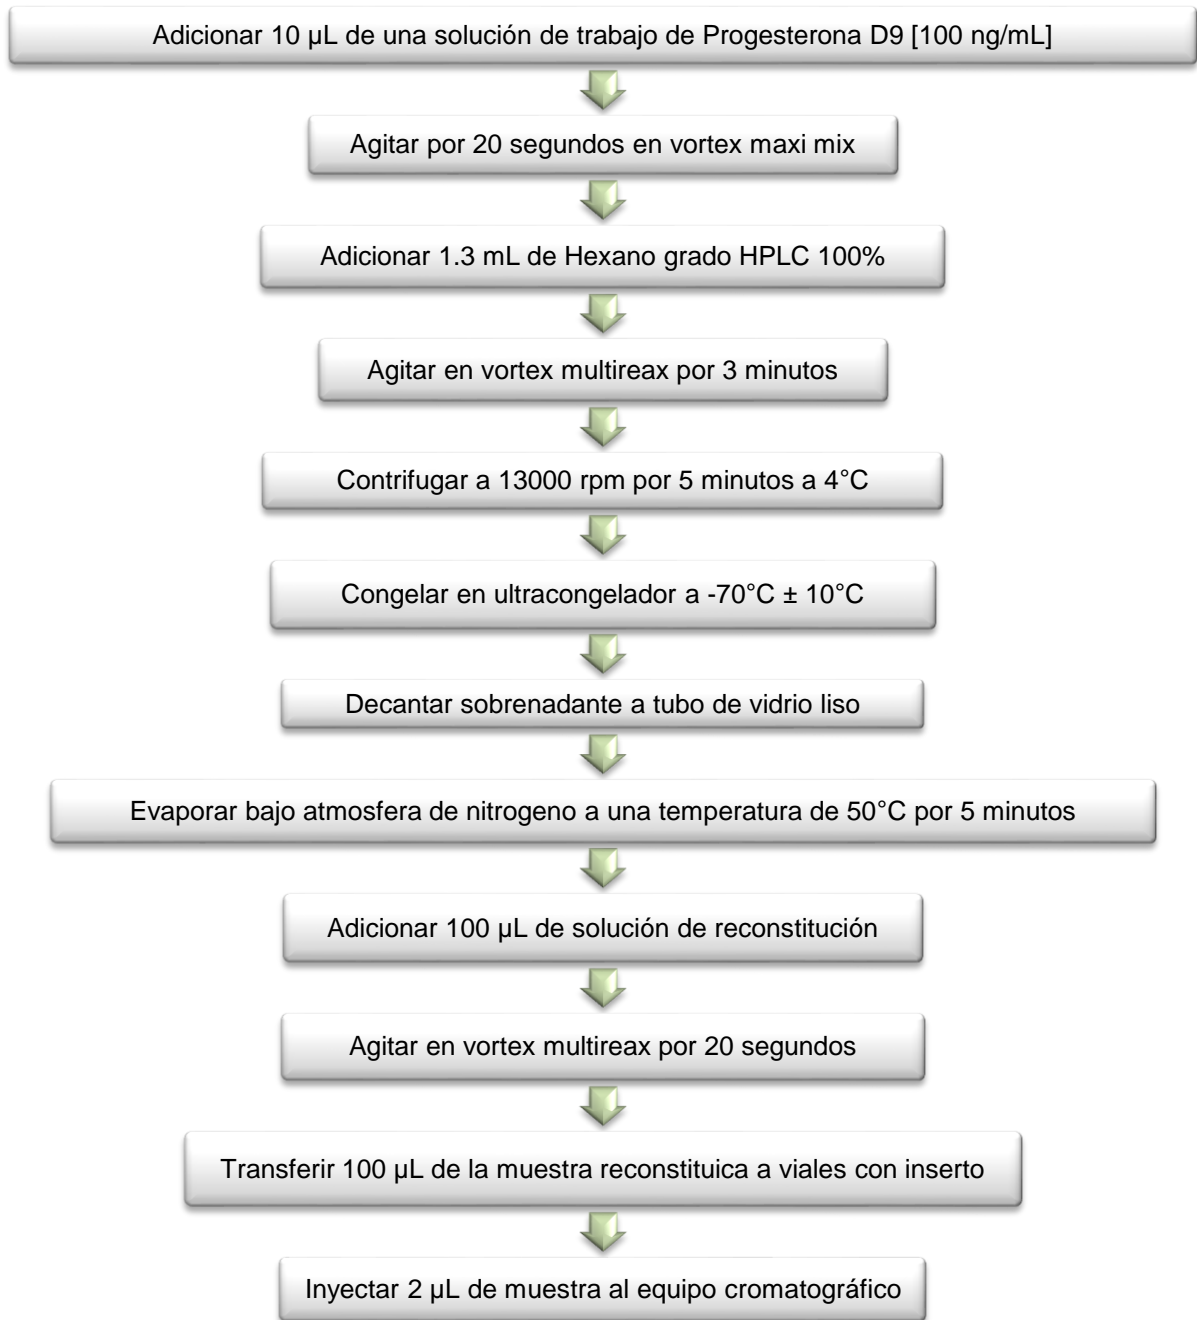 Adicionar 10 µL de una solución de trabajo de Progesterona D9 [100 ng/mL]
Agitar por 20 segundos en vortex maxi mix
Adicionar 1.3 mL de Hexano grado HPLC 100%
Agitar en vortex multireax por 3 minutos
Contrifugar a 13000 rpm por 5 minutos a 4°C
Congelar en ultracongelador a -70°C ± 10°C
Decantar sobrenadante a tubo de vidrio liso
Evaporar bajo atmosfera de nitrogeno a una temperatura de 50°C por 5 minutos
Adicionar 100 µL de solución de reconstitución
Agitar en vortex multireax por 20 segundos
Transferir 100 µL de la muestra reconstituica a viales con inserto
Inyectar 2 µL de muestra al equipo cromatográfico